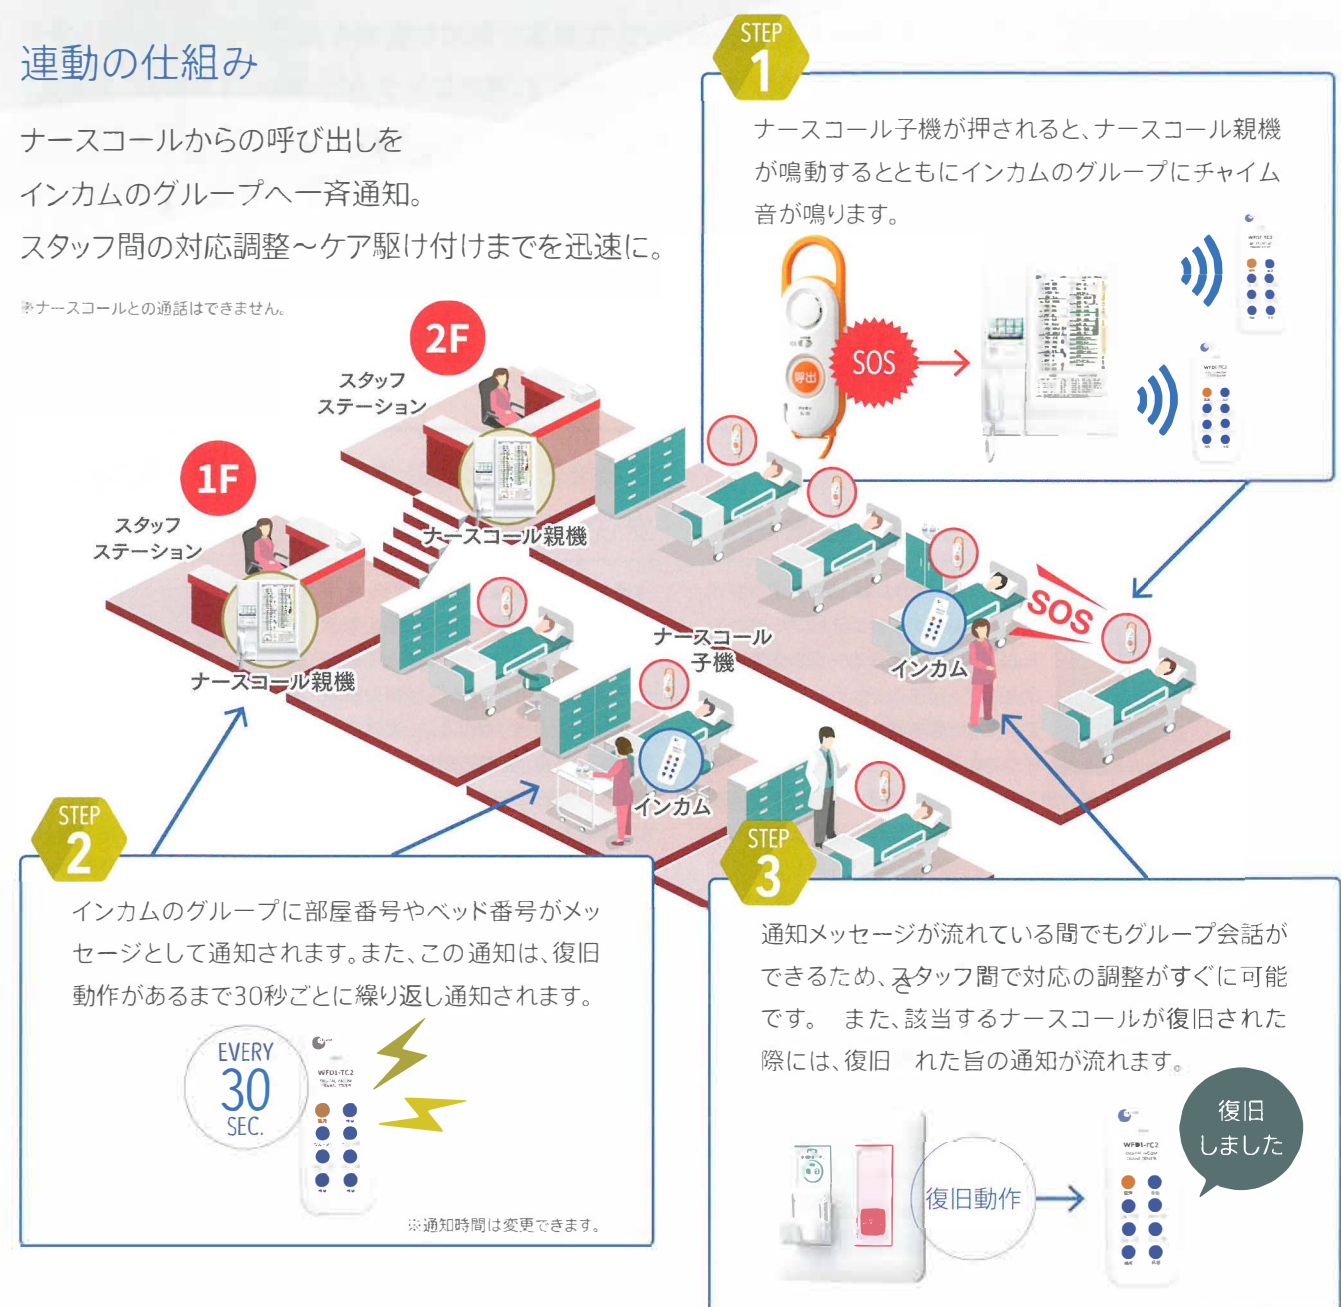 連動の仕組み
ナースコールからの呼び出しを
インカムのグループへ一斉通知。
スタッフ間の対応調整～ケア駆け付けまでを迅速に。
※ナースコールとの通話はできません。
STEP
1
ナースコール子機が押されると、ナースコール親機
が鳴動するとともにインカムのグループにチャイム
音が鳴ります。
呼出
SOS
WFD1-TC2
WFD1-TC2
2F
スタッフ
ステーション
ナースコール親機
1F
スタッフ
ステーション
ナースコール親機
ナースコール
子機
インカム
SOS
インカム
STEP
2
インカムのグループに部屋番号やベッド番号がメッ
セージとして通知されます。また、この通知は、復旧
動作があるまで30秒ごとに繰り返し通知されます。
EVERY
30
SEC.
WFD1-TC2
※通知時間は変更できます。
STEP
3
通知メッセージが流れている間でもグループ会話が
できるため、スタッフ間で対応の調整がすぐに可能
です。 また、該当するナースコールが復旧された
際には、復旧 れた旨の通知が流れます。
さ
復旧動作
WFD1-TC2
復旧
しました